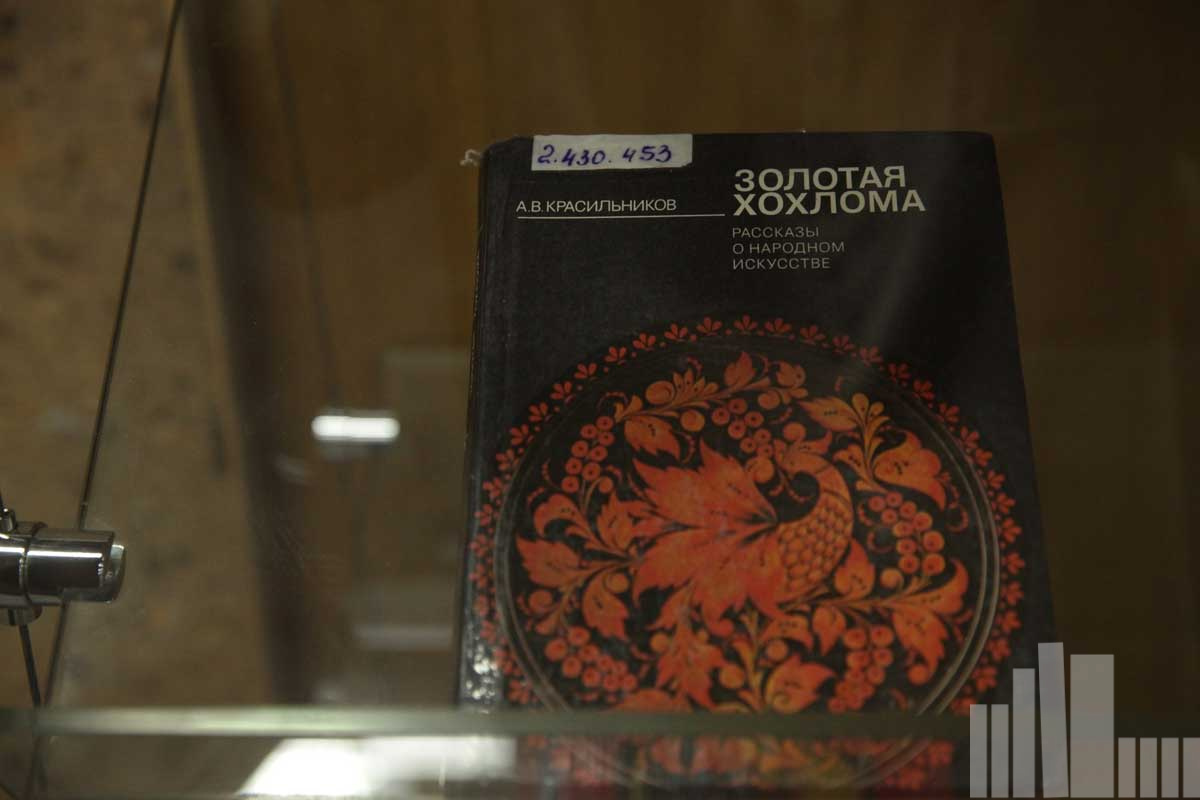 2.430.453
А.В. КРАСИЛЬНИКОВ
ЗОЛОТАЯ
ХОХЛОМА
РАССКАЗЫ
О НАРОДНОМ
ИСКУССТВЕ